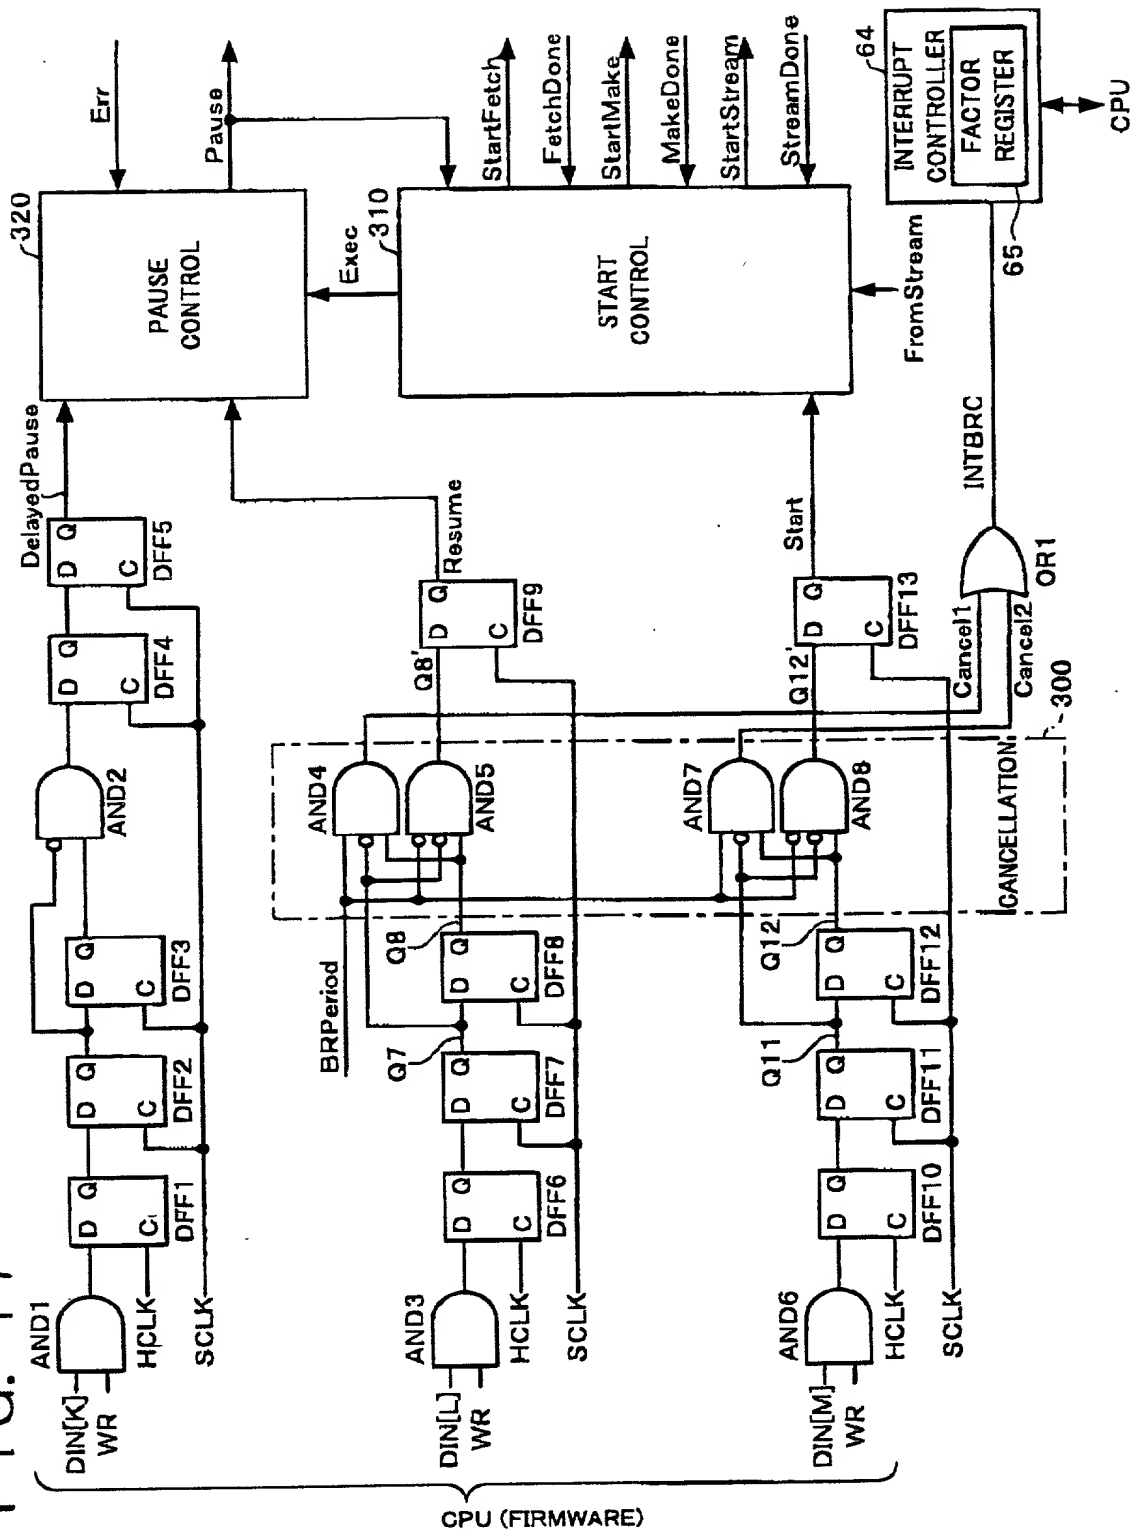 FIG. 17
320
PAUSE
CONTROL
Err
Pause
DelayedPause
Exec
310
START
CONTROL
StartFetch
FetchDone
StartMake
MakeDone
StartStream
StreamDone
FromStream
64
INTERRUPT
CONTROLLER
FACTOR
REGISTER
65
CPU
INTBRC
OR1
Cancel1
Cancel2
300
CANCELLATION
DIN[K]
WR
AND1
HCLK
SCLK
D Q
C
DFF1
D Q
C
DFF2
D Q
C
DFF3
AND2
D Q
C
DFF4
D Q
C
DFF5
DIN[L]
WR
AND3
HCLK
SCLK
D Q
C
DFF6
D Q
C
DFF7
Q7
BRPeriod
D Q
C
DFF8
Q8
AND4
AND5
Q8'
D Q
C
DFF9
Resume
DIN[M]
WR
AND6
HCLK
SCLK
D Q
C
DFF10
D Q
C
DFF11
Q11
D Q
C
DFF12
Q12
AND7
AND8
Q12'
D Q
C
DFF13
Start
CPU (FIRMWARE)